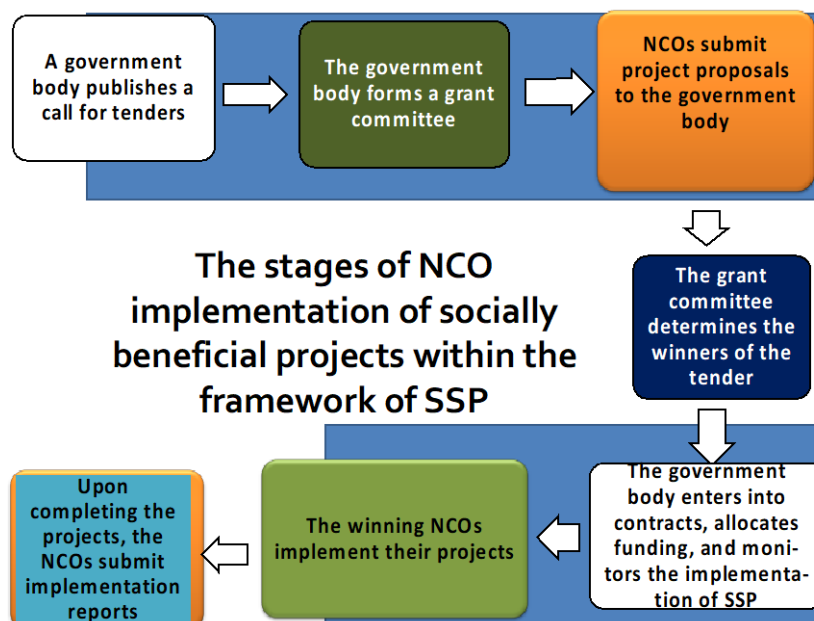 A government
body publishes a
call for tenders
The government
body forms a grant
committee
NCOs submit
project proposals
to the government
body
The stages of NCO
implementation of socially
beneficial projects within the
framework of SSP
The grant
committee
determines the
winners of the
tender
The government
body enters into
contracts, allocates
funding, and moni-
tors the implementa-
tion of SSP
The winning NCOs
implement their projects
Upon
completing the
projects, the
NCOs submit
implementation
reports